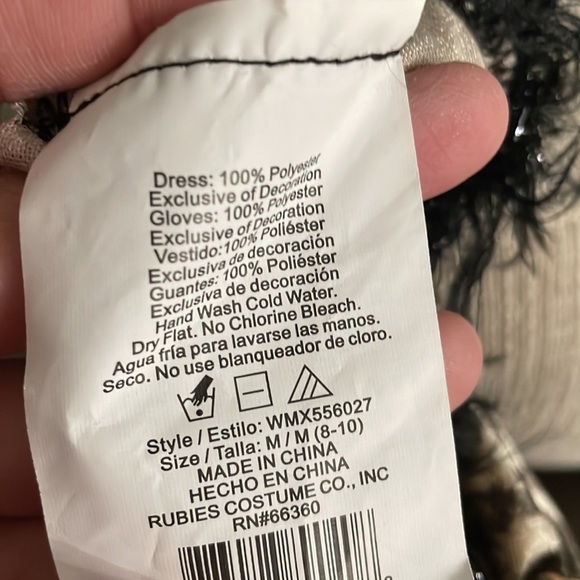 Dress: 100% Polyester
Exclusive of Decoration
Gloves: 100% Polyester
Exclusive of Decoration
Vestido:100% Poliéster
Exclusiva de decoración
Guantes: 100% Poliéster
Exclusiva de decoración
Hand Wash Cold Water.
Dry Flat. No Chlorine Bleach.
Agua fría para lavarse las manos.
Seco. No use blanqueador de cloro.
Style / Estilo: WMX556027
Size / Talla: M / M (8-10)
MADE IN CHINA
HECHO EN CHINA
RUBIES COSTUME CO., INC
RN#66360